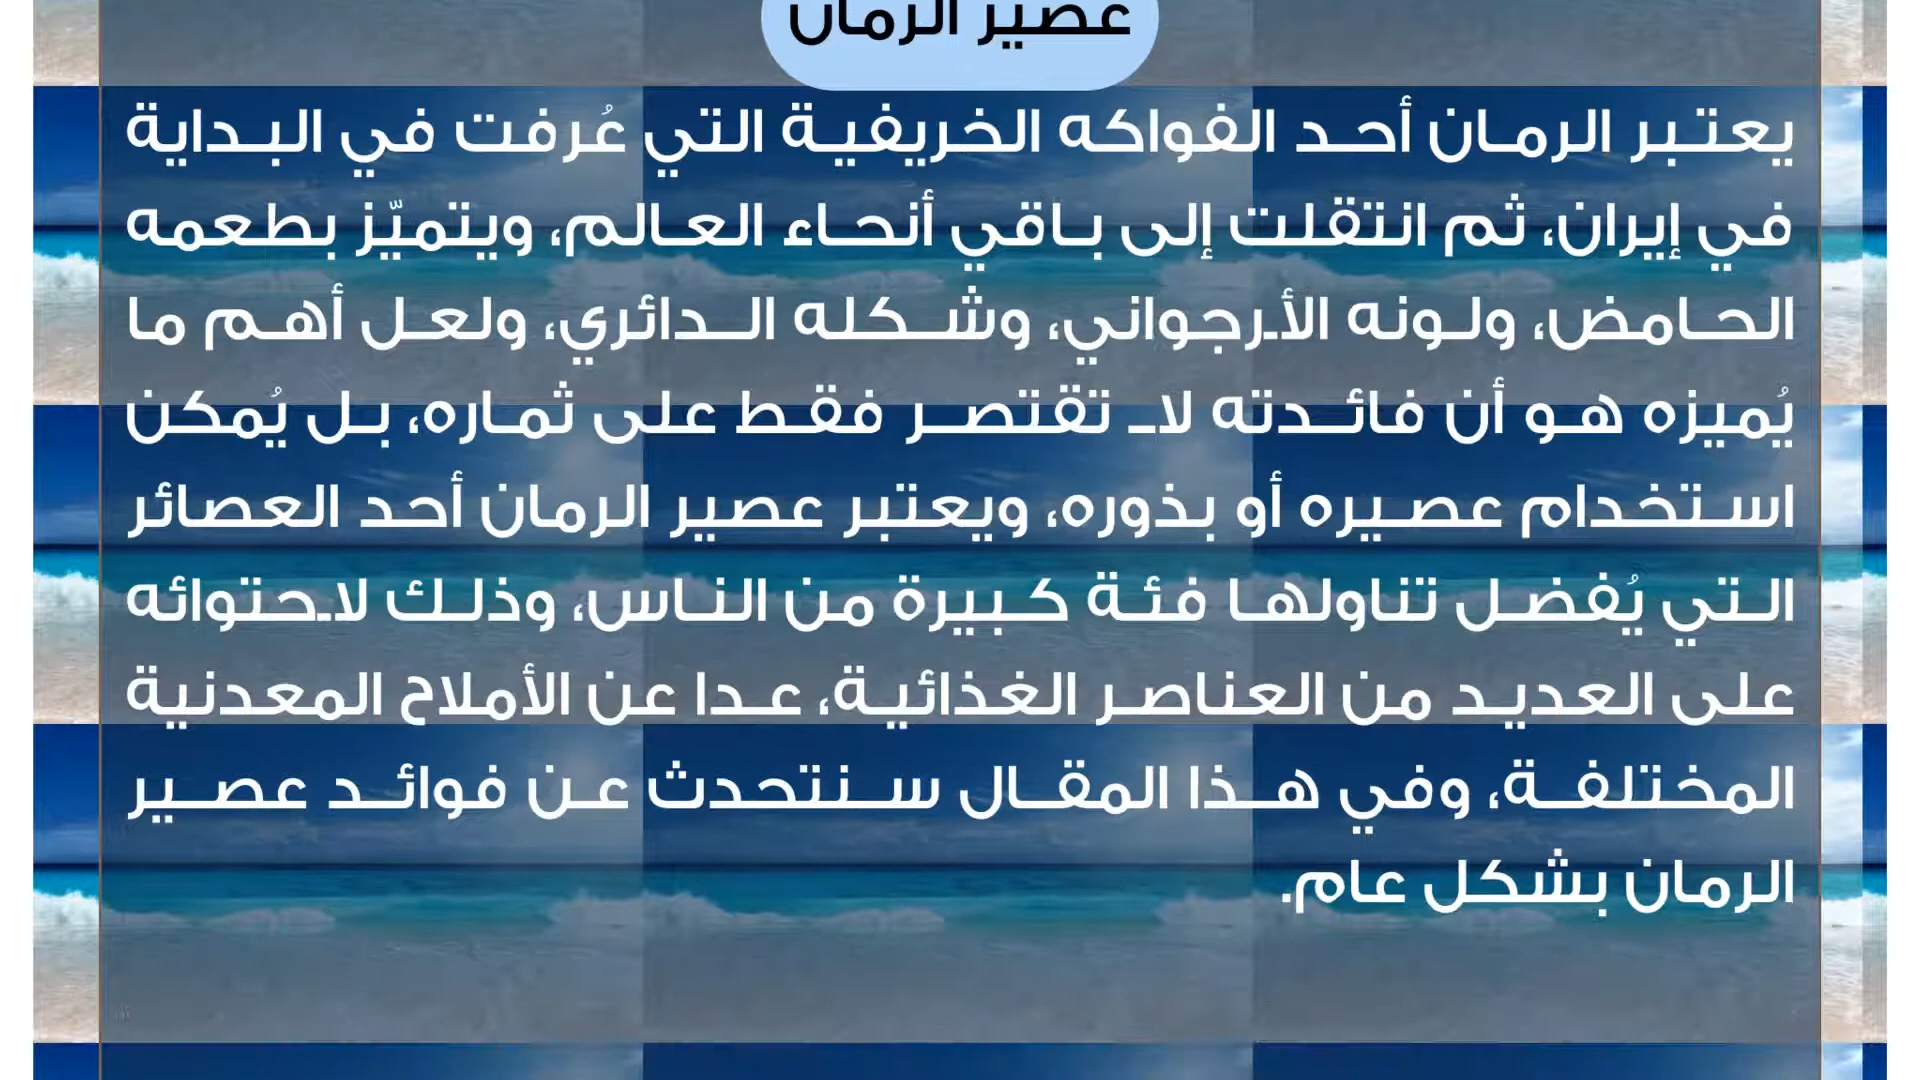 عصير الرمان
يعتبر الرمان أحد الفواكه الخريفية التي عُرفت في البداية
في إيران، ثم انتقلت إلى باقي أنحاء العالم، ويتميّز بطعمه
الحامض، ولونه الأرجواني، وشكله الدائري، ولعل أهم ما
يُميزه هو أن فائدته لا تقتصر فقط على ثماره، بل يُمكن
استخدام عصيره أو بذوره، ويعتبر عصير الرمان أحد العصائر
التي يُفضل تناولها فئة كبيرة من الناس، وذلك لاحتوائه
على العديد من العناصر الغذائية، عدا عن الأملاح المعدنية
المختلفة، وفي هذا المقال سنتحدث عن فوائد عصير
الرمان بشكل عام.